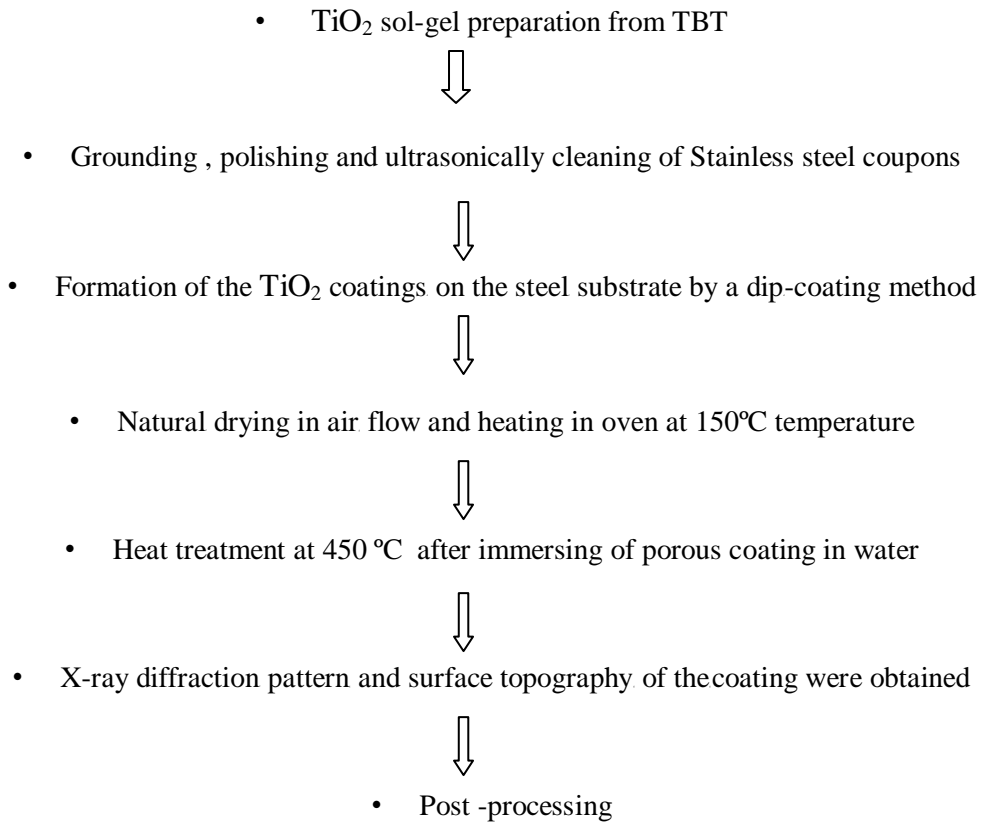 • TiO₂ sol-gel preparation from TBT
• Grounding , polishing and ultrasonically cleaning of Stainless steel coupons
• Formation of the TiO₂ coatings on the steel substrate by a dip-coating method
• Natural drying in air flow and heating in oven at 150ºC temperature
• Heat treatment at 450 ºC after immersing of porous coating in water
• X-ray diffraction pattern and surface topography of thecoating were obtained
• Post -processing